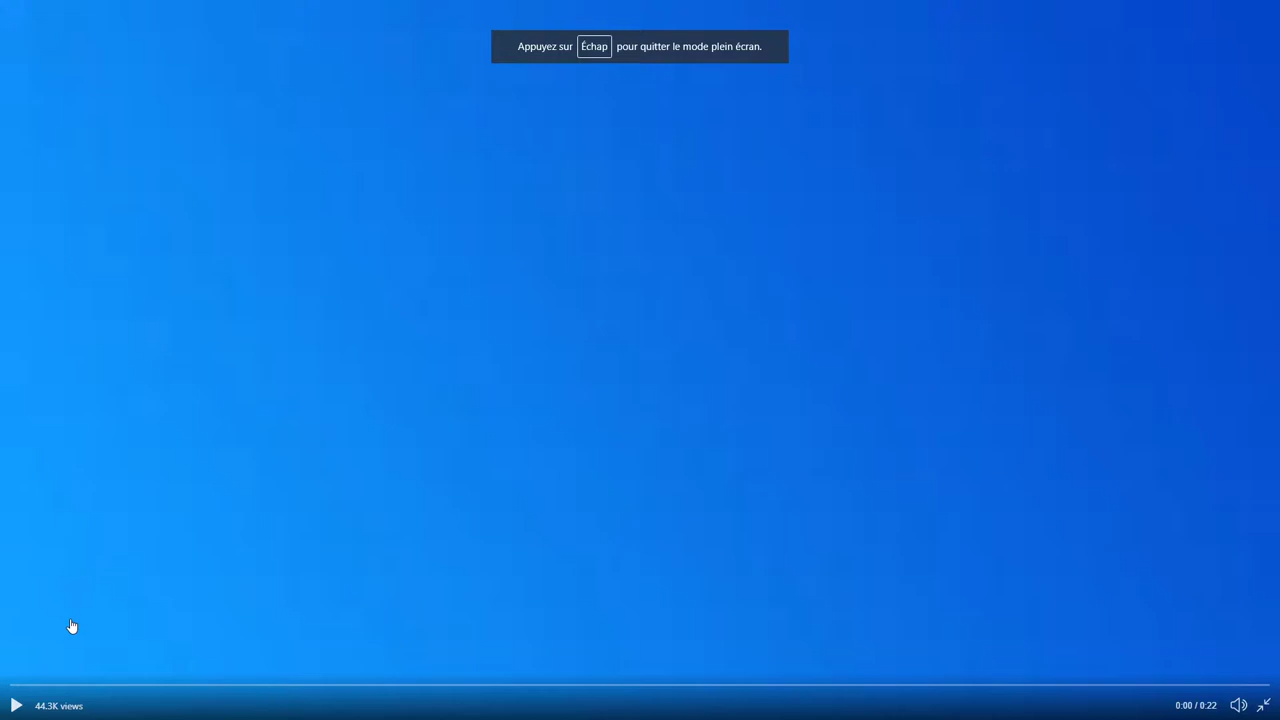 Appuyez sur Échap pour quitter le mode plein écran.
44.3K views
0:00 / 0:22